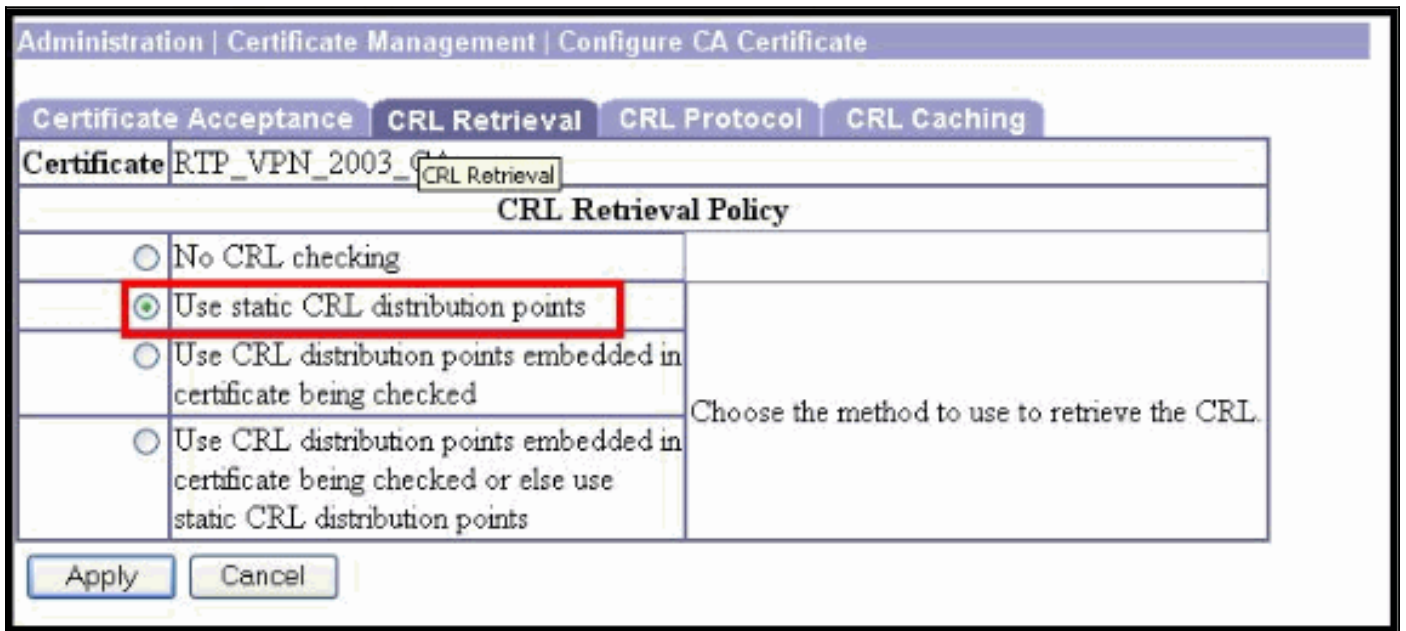 Administration | Certificate Management | Configure CA Certificate
Certificate Acceptance CRL Retrieval CRL Protocol CRL Caching
Certificate RTP_VPN_2003_
CRL Retrieval
CRL Retrieval Policy
No CRL checking
Use static CRL distribution points
Use CRL distribution points embedded in
certificate being checked
Choose the method to use to retrieve the CRL.
Use CRL distribution points embedded in
certificate being checked or else use
static CRL distribution points
Apply Cancel